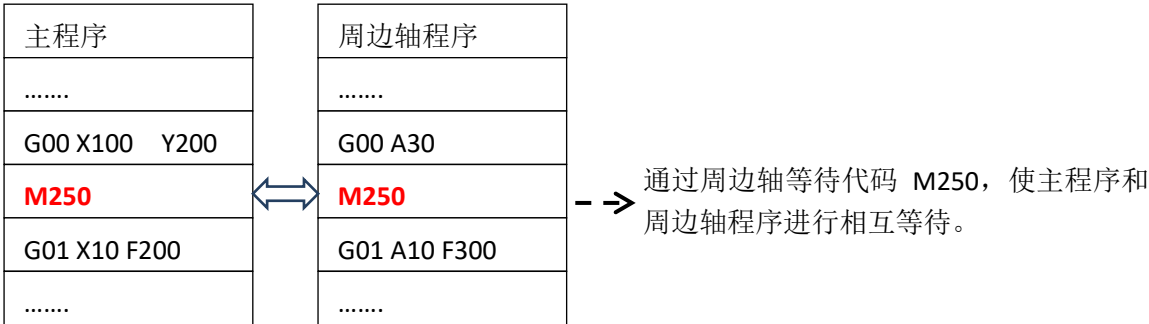 主程序
…….
G00 X100 Y200
M250
G01 X10 F200
…….
周边轴程序
…….
G00 A30
M250
G01 A10 F300
…….
通过周边轴等待代码 M250，使主程序和
周边轴程序进行相互等待。